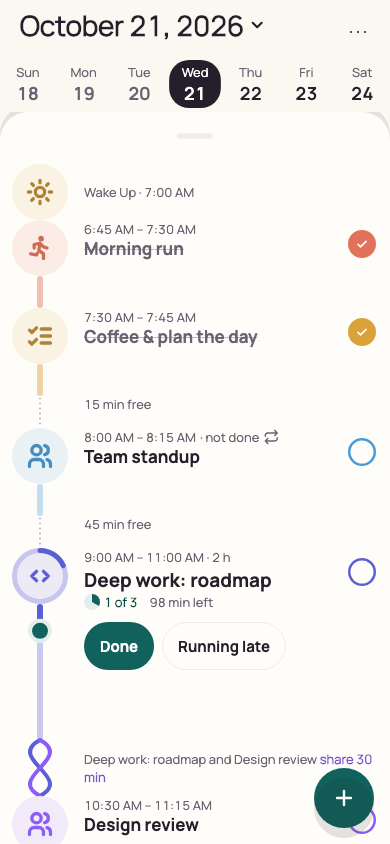 October 21, 2026
...
Sun Mon Tue Wed Thu Fri Sat
18 19 20 21 22 23 24
Wake Up · 7:00 AM
6:45 AM – 7:30 AM
Morning run
7:30 AM – 7:45 AM
Coffee & plan the day
15 min free
8:00 AM – 8:15 AM · not done
Team standup
45 min free
9:00 AM – 11:00 AM · 2 h
Deep work: roadmap
1 of 3 98 min left
Done Running late
Deep work: roadmap and Design review share 30
min
10:30 AM – 11:15 AM
Design review